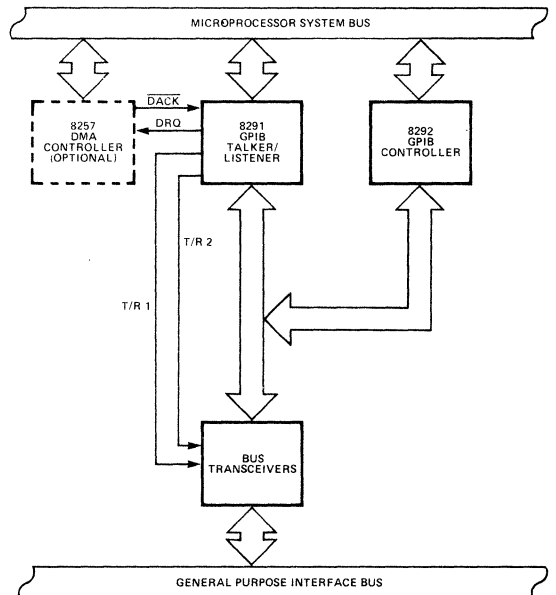 MICROPROCESSOR SYSTEM BUS
8257
DMA
CONTROLLER
(OPTIONAL)
DACK
DRQ
8291
GPIB
TALKER/
LISTENER
8292
GPIB
CONTROLLER
T/R 2
T/R 1
BUS
TRANSCEIVERS
GENERAL PURPOSE INTERFACE BUS